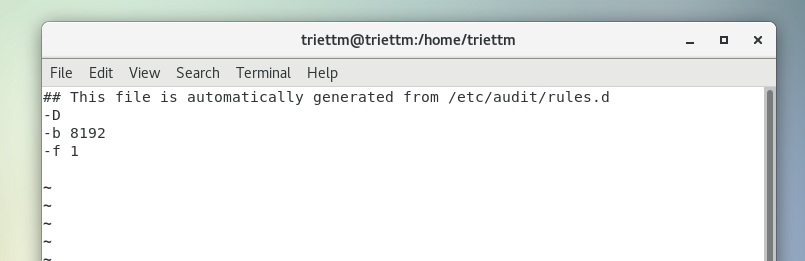 triettm@triettm:/home/triettm
File Edit View Search Terminal Help
## This file is automatically generated from /etc/audit/rules.d
-D
-b 8192
-f 1
~
~
~
~
~